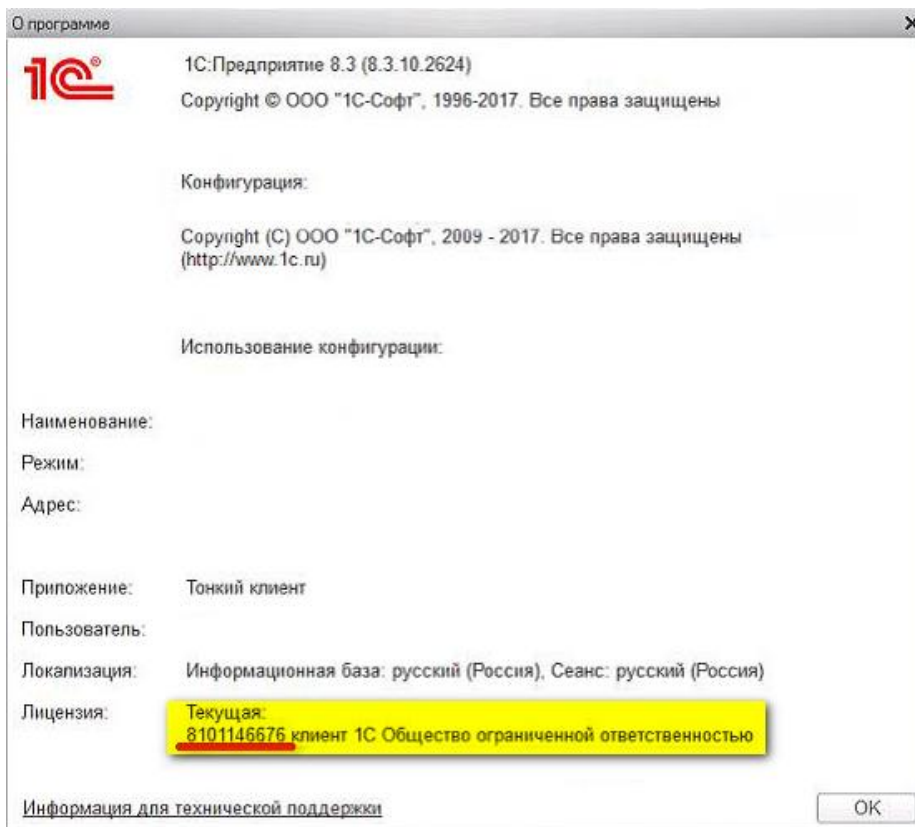 О программе
1С®
1С:Предприятие 8.3 (8.3.10.2624)
Copyright © ООО "1С-Софт", 1996-2017. Все права защищены
Конфигурация:
Copyright (C) ООО "1С-Софт", 2009 - 2017. Все права защищены
(http://www.1c.ru)
Использование конфигурации:
Наименование:
Режим:
Адрес:
Приложение: Тонкий клиент
Пользователь:
Локализация: Информационная база: русский (Россия), Сеанс: русский (Россия)
Лицензия: Текущая:
8101146676 клиент 1С Общество ограниченной ответственностью
Информация для технической поддержки
OK